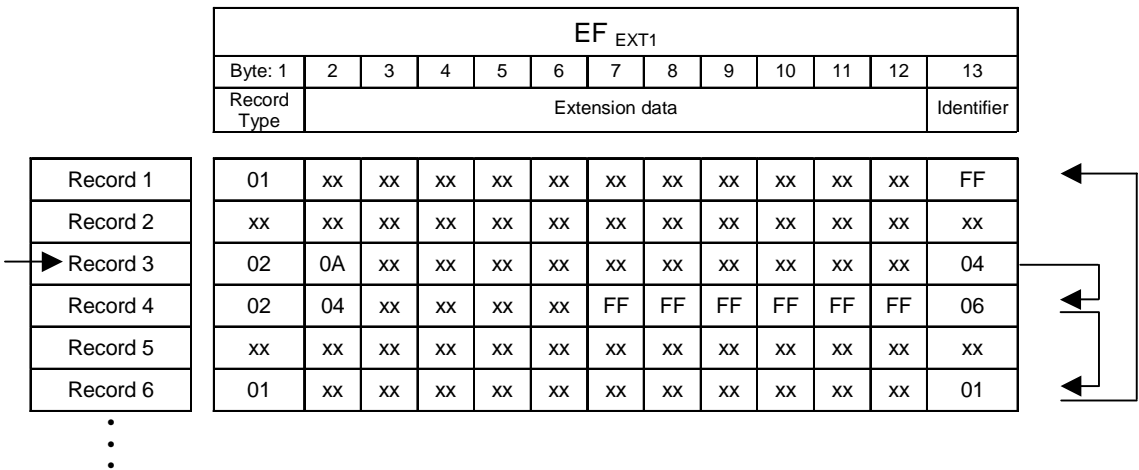 EF EXT1
Byte: 1 2 3 4 5 6 7 8 9 10 11 12 13
Record Type Extension data Identifier
Record 1 01 xx xx xx xx xx xx xx xx xx xx xx FF
Record 2 xx xx xx xx xx xx xx xx xx xx xx xx xx
Record 3 02 0A xx xx xx xx xx xx xx xx xx xx 04
Record 4 02 04 xx xx xx xx FF FF FF FF FF FF 06
Record 5 xx xx xx xx xx xx xx xx xx xx xx xx xx
Record 6 01 xx xx xx xx xx xx xx xx xx xx xx 01